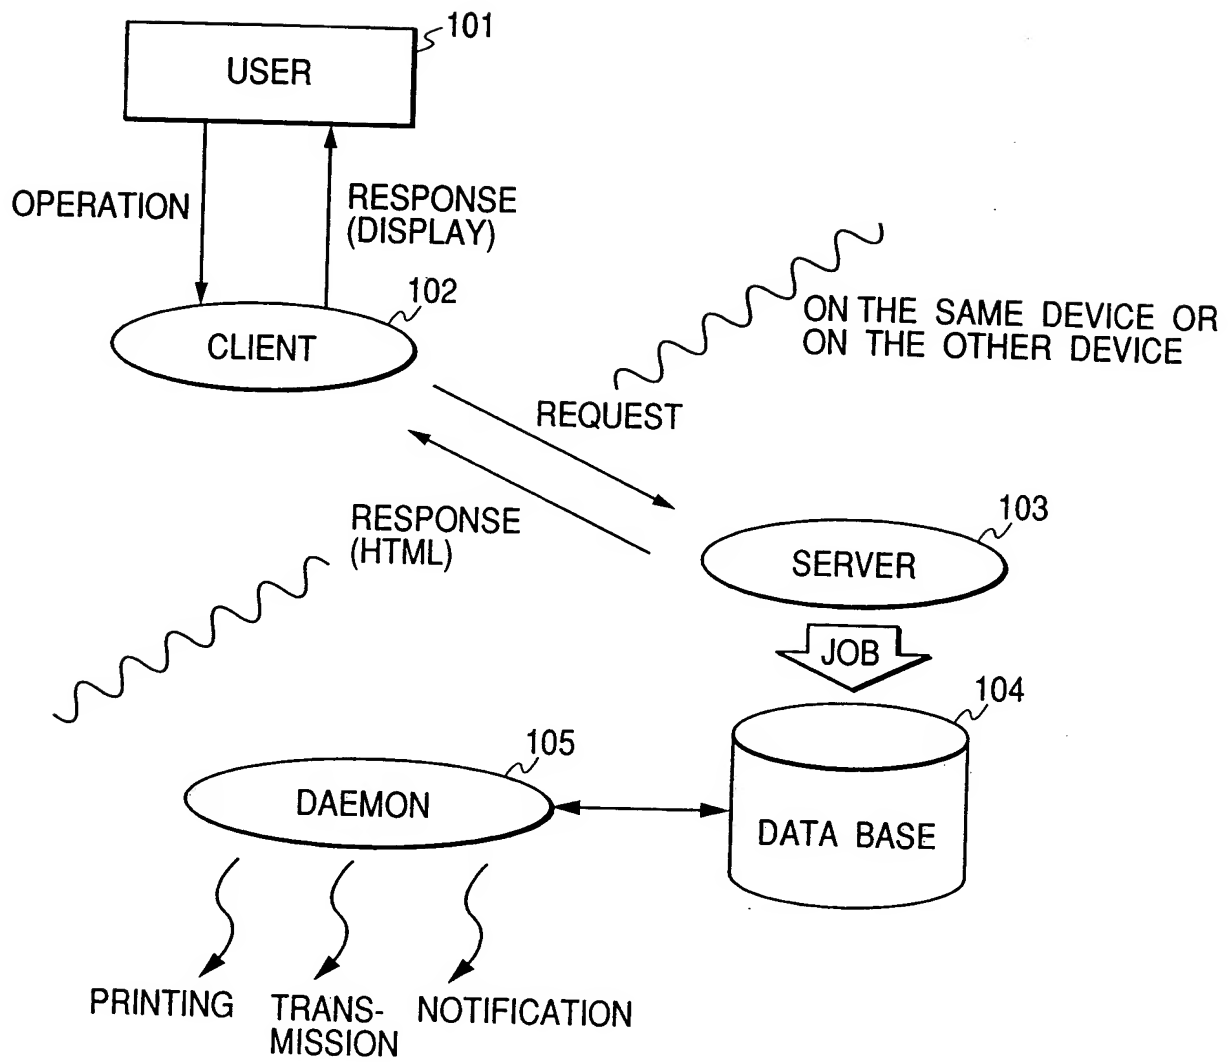 101
USER
OPERATION
RESPONSE
(DISPLAY)
102
CLIENT
ON THE SAME DEVICE OR
ON THE OTHER DEVICE
REQUEST
RESPONSE
(HTML)
103
SERVER
JOB
104
DATA BASE
105
DAEMON
PRINTING
TRANS-
MISSION
NOTIFICATION